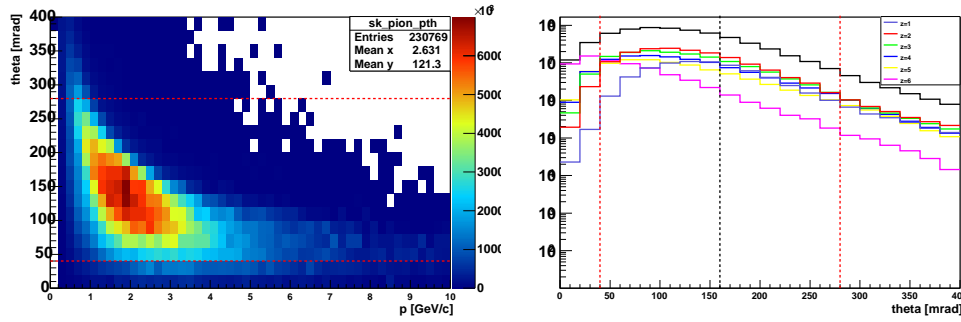 sk_pion_pth
Entries 230769
Mean x 2.631
Mean y 121.3
theta [mrad]
400
350
300
250
200
150
100
50
0
0 1 2 3 4 5 6 7 8 9 10
p [GeV/c]
6000
5000
4000
3000
2000
1000
0
z=1
z=2
z=3
z=4
z=5
z=6
0 50 100 150 200 250 300 350 400
theta [mrad]